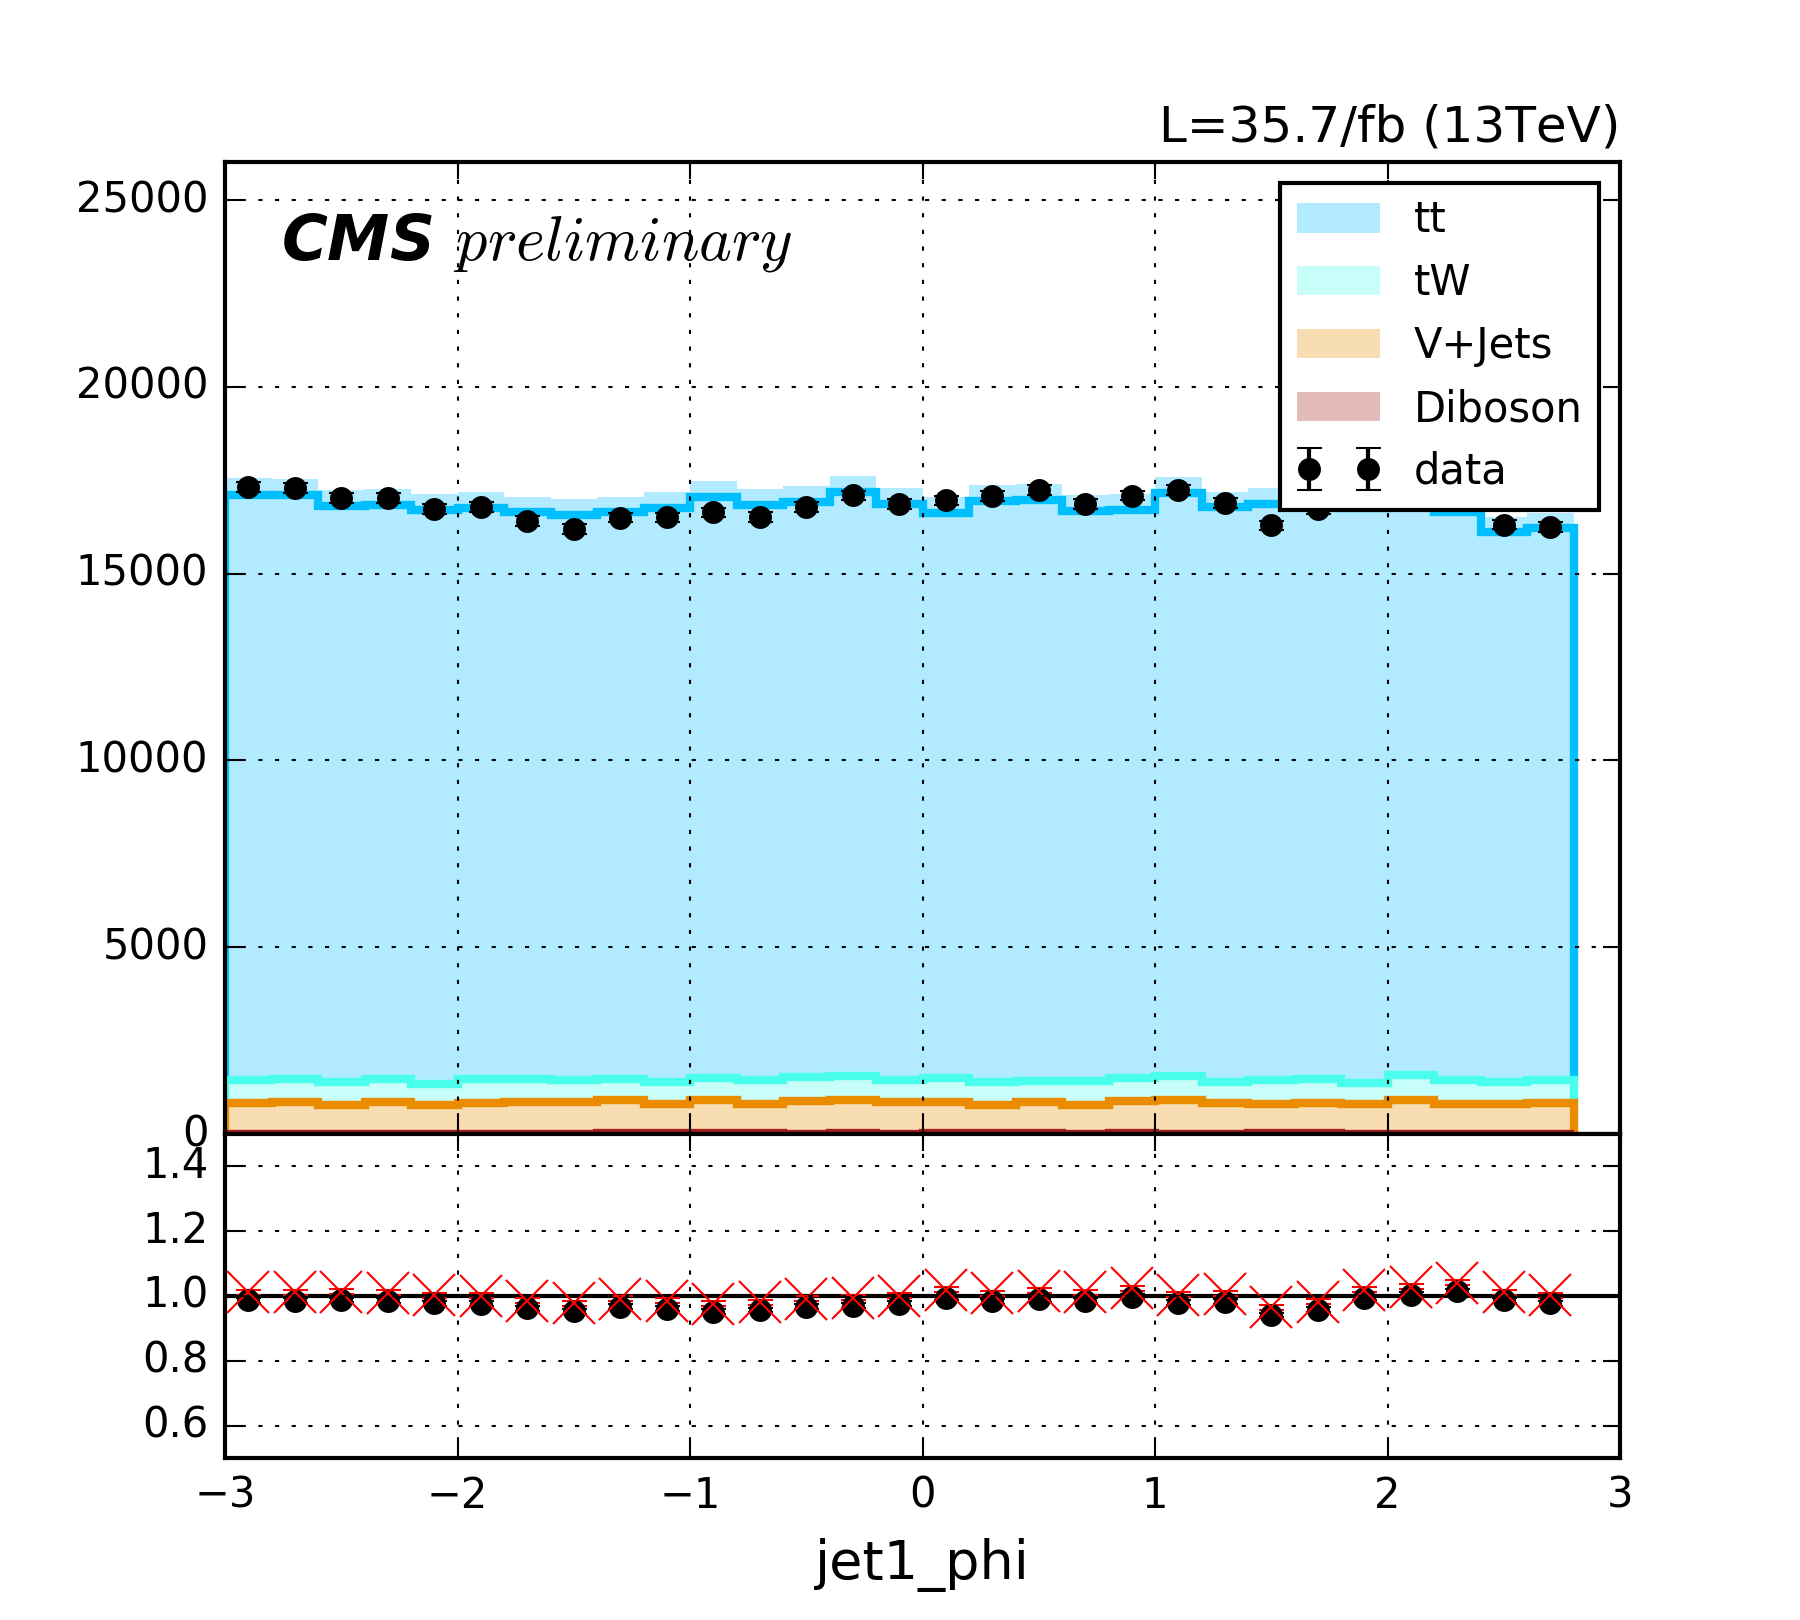 L=35.7/fb (13TeV)
CMS preliminary
tt
tW
V+Jets
Diboson
data
25000
20000
15000
10000
5000
0
1.4
1.2
1.0
0.8
0.6
−3 −2 −1 0 1 2 3
jet1_phi